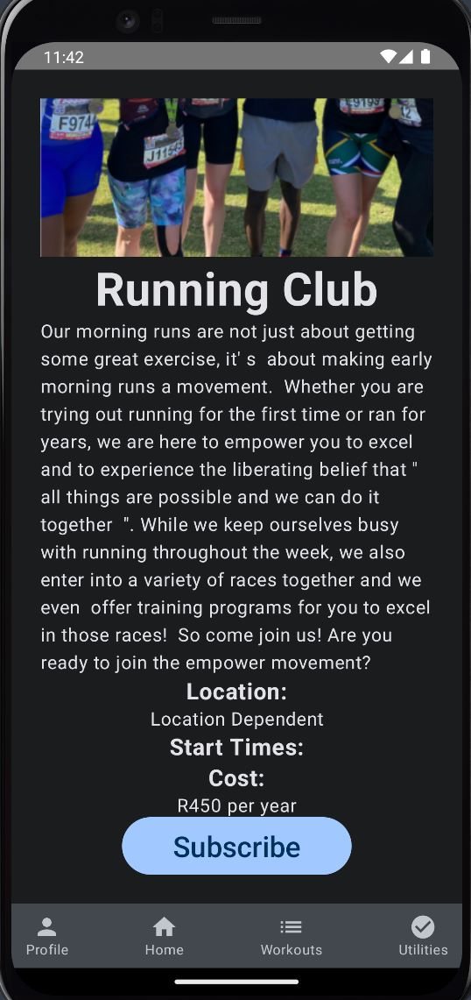 11:42
F974
J11545
E9199
Running Club
Our morning runs are not just about getting
some great exercise, it' s  about making early
morning runs a movement.  Whether you are
trying out running for the first time or ran for
years, we are here to empower you to excel
and to experience the liberating belief that "
all things are possible and we can do it
together  ". While we keep ourselves busy
with running throughout the week, we also
enter into a variety of races together and we
even  offer training programs for you to excel
in those races!  So come join us! Are you
ready to join the empower movement?
Location:
Location Dependent
Start Times:
Cost:
R450 per year
Subscribe
Profile Home Workouts Utilities